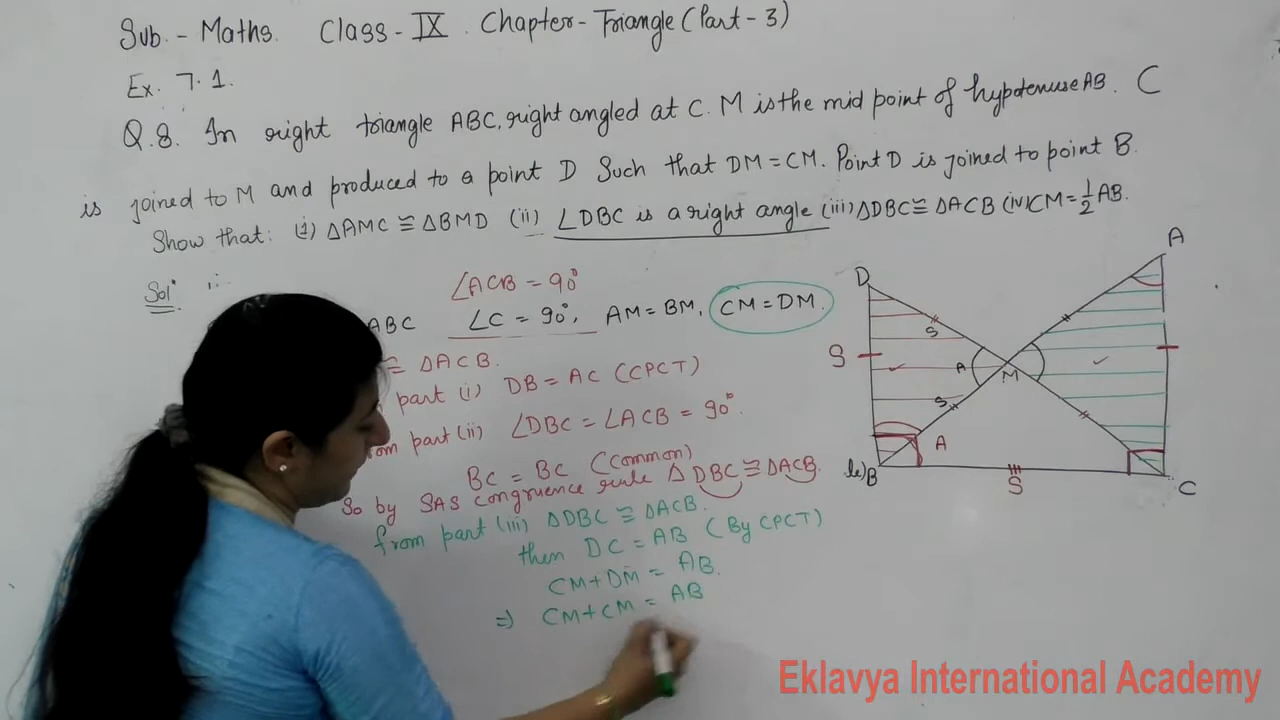 Sub. - Maths. Class - IX. Chapter - Triangle (Part - 3)
Ex. 7.1.
Q.8. In right triangle ABC, right angled at C. M is the mid point of hypotenuse AB. C
is joined to M and produced to a point D Such that DM = CM. Point D is joined to point B.
Show that: (i) ΔAMC ≅ ΔBMD (ii) ∠DBC is a right angle (iii) ΔDBC ≅ ΔACB (iv) CM = 1/2 AB.
Solⁿ
∠ACB = 90°
ABC ∠C = 90°, AM = BM, CM = DM.
≅ ΔACB.
part (i) DB = AC (CPCT)
part (ii) ∠DBC = ∠ACB = 90°.
BC = BC (Common)
So by SAS congruence rule Δ DBC ≅ ΔACB.
from part (iii) ΔDBC ≅ ΔACB.
then DC = AB (By CPCT)
CM + DM = AB.
⇒ CM + CM = AB
A
D
S
S
A
M
S
A
B
S
C
Eklavya International Academy